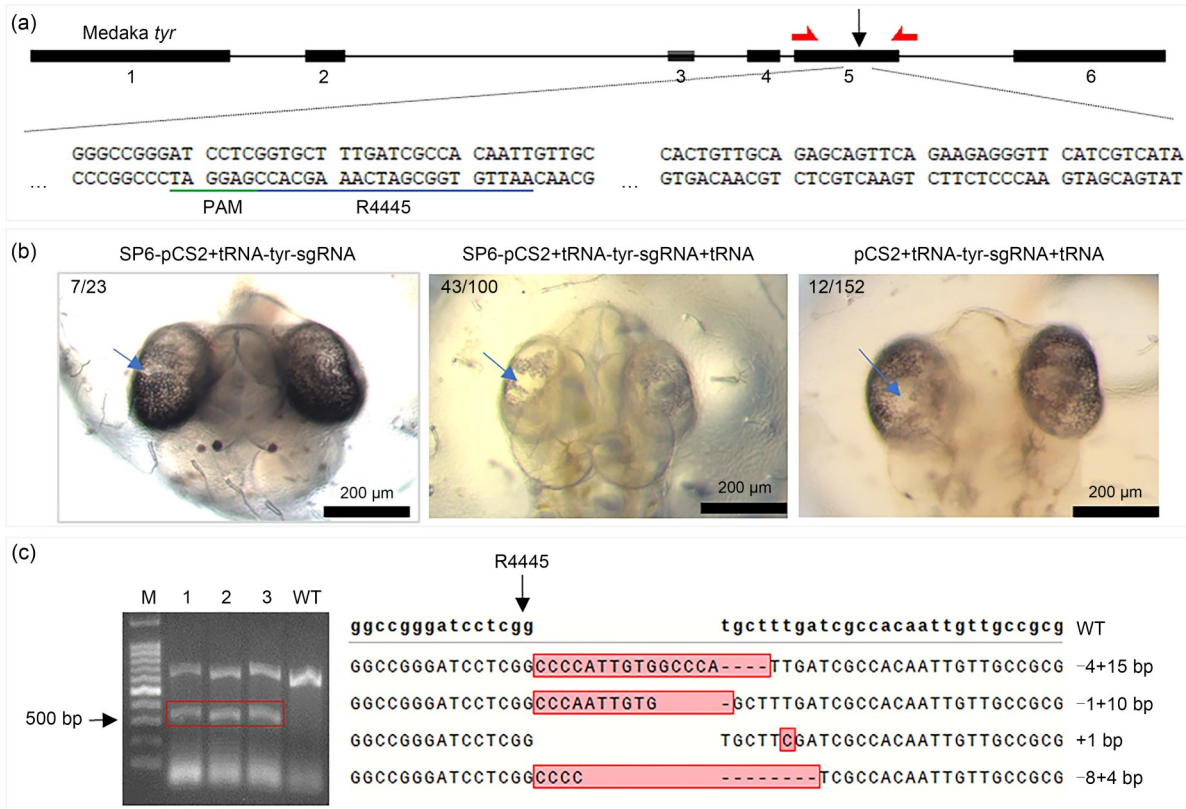 (a)
Medaka tyr
1 2 3 4 5 6
GGGCCGGGAT CCTCGGTGCT TTGATCGCCA CAATTGTTGC CACTGTTGCA GAGCAGTTCA GAAGAGGGTT CATCGTCATA
... CCCGGCCCTA GGAGCCACGA AACTAGCGGT GTTAACAACG ... GTGACAACGT CTCGTCAAGT CTTCTCCCAA GTAGCAGTAT
PAM R4445
(b)
SP6-pCS2+tRNA-tyr-sgRNA SP6-pCS2+tRNA-tyr-sgRNA+tRNA pCS2+tRNA-tyr-sgRNA+tRNA
7/23 43/100 12/152
200 μm 200 μm 200 μm
(c)
R4445
M 1 2 3 WT
500 bp
ggccgggatcctcgg tgctttgatcgccacaattgttgccgcg WT
GGCCGGGATCCTCGGCCCCATTGTGGCCCA----TTGATCGCCACAATTGTTGCCGCG −4+15 bp
GGCCGGGATCCTCGGCCCAATTGTG -GCTTTGATCGCCACAATTGTTGCCGCG −1+10 bp
GGCCGGGATCCTCGG TGCTTCGATCGCCACAATTGTTGCCGCG +1 bp
GGCCGGGATCCTCGGCCCC --------TCGCCACAATTGTTGCCGCG −8+4 bp